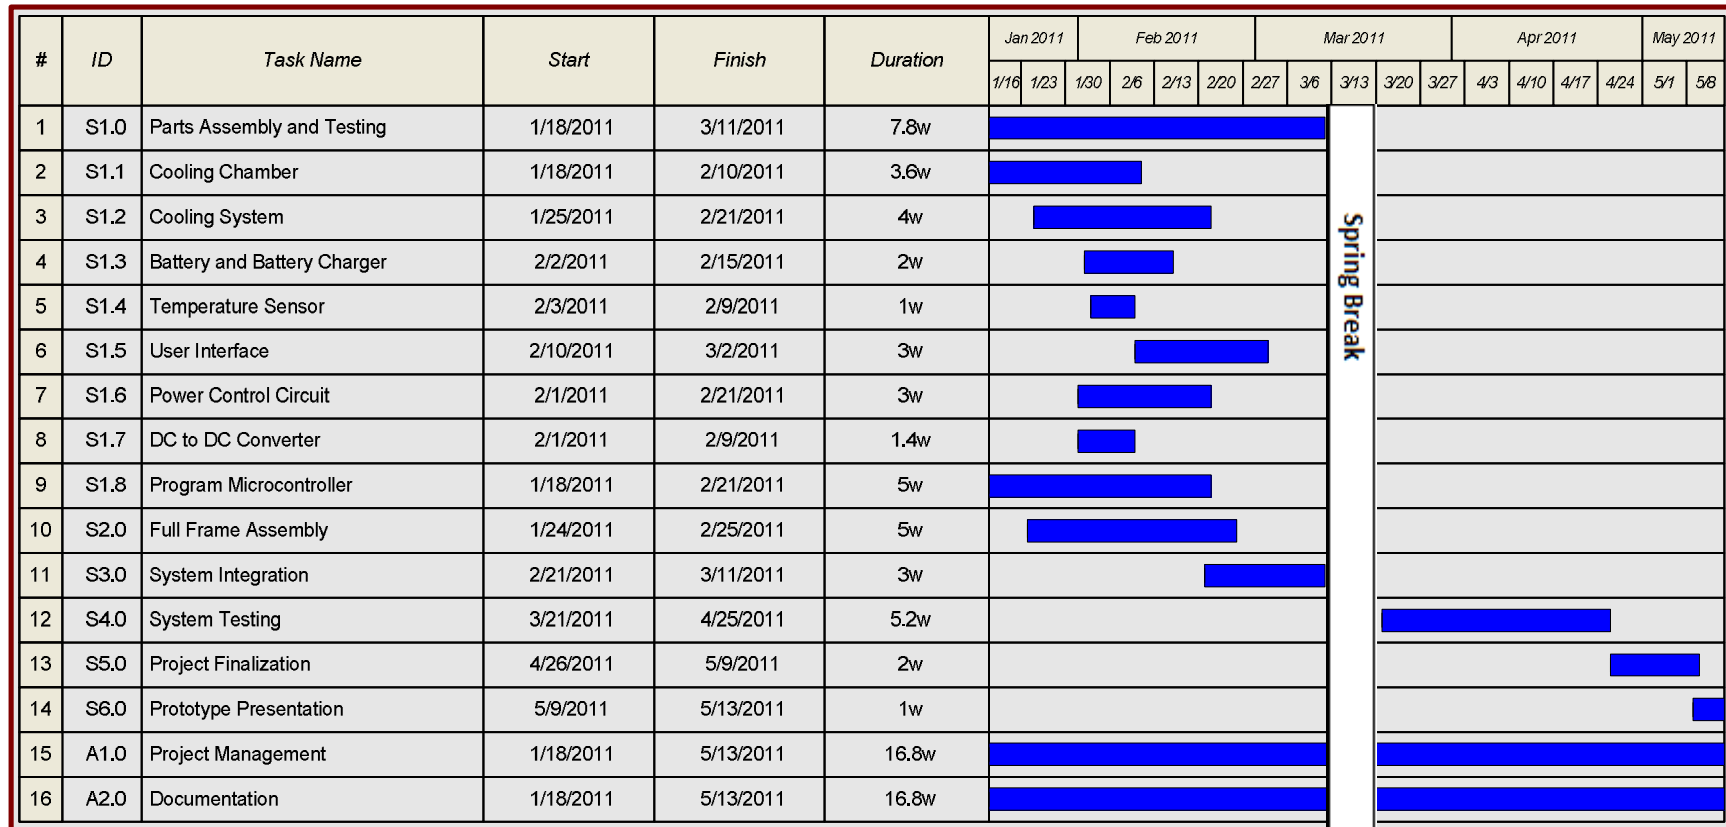 # ID Task Name Start Finish Duration Jan 2011 Feb 2011 Mar 2011 Apr 2011 May 2011
1/16 1/23 1/30 2/6 2/13 2/20 2/27 3/6 3/13 3/20 3/27 4/3 4/10 4/17 4/24 5/1 5/8
1 S1.0 Parts Assembly and Testing 1/18/2011 3/11/2011 7.8w
2 S1.1 Cooling Chamber 1/18/2011 2/10/2011 3.6w
3 S1.2 Cooling System 1/25/2011 2/21/2011 4w
4 S1.3 Battery and Battery Charger 2/2/2011 2/15/2011 2w
5 S1.4 Temperature Sensor 2/3/2011 2/9/2011 1w
6 S1.5 User Interface 2/10/2011 3/2/2011 3w
7 S1.6 Power Control Circuit 2/1/2011 2/21/2011 3w
8 S1.7 DC to DC Converter 2/1/2011 2/9/2011 1.4w
9 S1.8 Program Microcontroller 1/18/2011 2/21/2011 5w
10 S2.0 Full Frame Assembly 1/24/2011 2/25/2011 5w
11 S3.0 System Integration 2/21/2011 3/11/2011 3w
12 S4.0 System Testing 3/21/2011 4/25/2011 5.2w
13 S5.0 Project Finalization 4/26/2011 5/9/2011 2w
14 S6.0 Prototype Presentation 5/9/2011 5/13/2011 1w
15 A1.0 Project Management 1/18/2011 5/13/2011 16.8w
16 A2.0 Documentation 1/18/2011 5/13/2011 16.8w
Spring Break